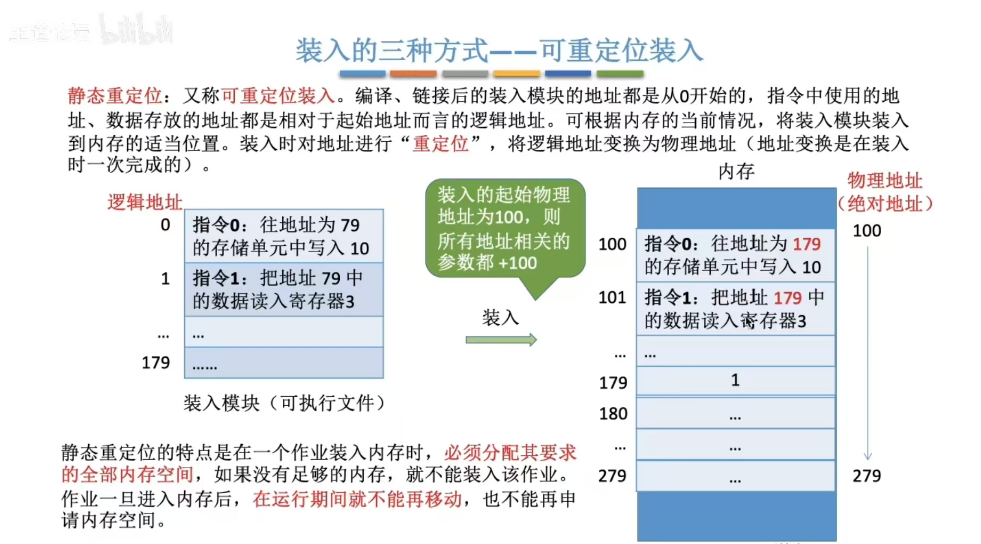 bilibili
装入的三种方式——可重定位装入
静态重定位：又称可重定位装入。编译、链接后的装入模块的地址都是从0开始的，指令中使用的地
址、数据存放的地址都是相对于起始地址而言的逻辑地址。可根据内存的当前情况，将装入模块装入
到内存的适当位置。装入时对地址进行“重定位”，将逻辑地址变换为物理地址（地址变换是在装入
时一次完成的）。
逻辑地址
0
指令0：往地址为 79
的存储单元中写入 10
1
指令1：把地址 79 中
的数据读入寄存器3
...
...
179
......
装入模块（可执行文件）
装入的起始物理
地址为100，则
所有地址相关的
参数都 +100
装入
内存
物理地址
（绝对地址）
100
指令0：往地址为 179
的存储单元中写入 10
100
101
指令1：把地址 179 中
的数据读入寄存器3
...
...
179
1
180
...
...
...
279
...
279
静态重定位的特点是在一个作业装入内存时，必须分配其要求
的全部内存空间，如果没有足够的内存，就不能装入该作业。
作业一旦进入内存后，在运行期间就不能再移动，也不能再申
请内存空间。